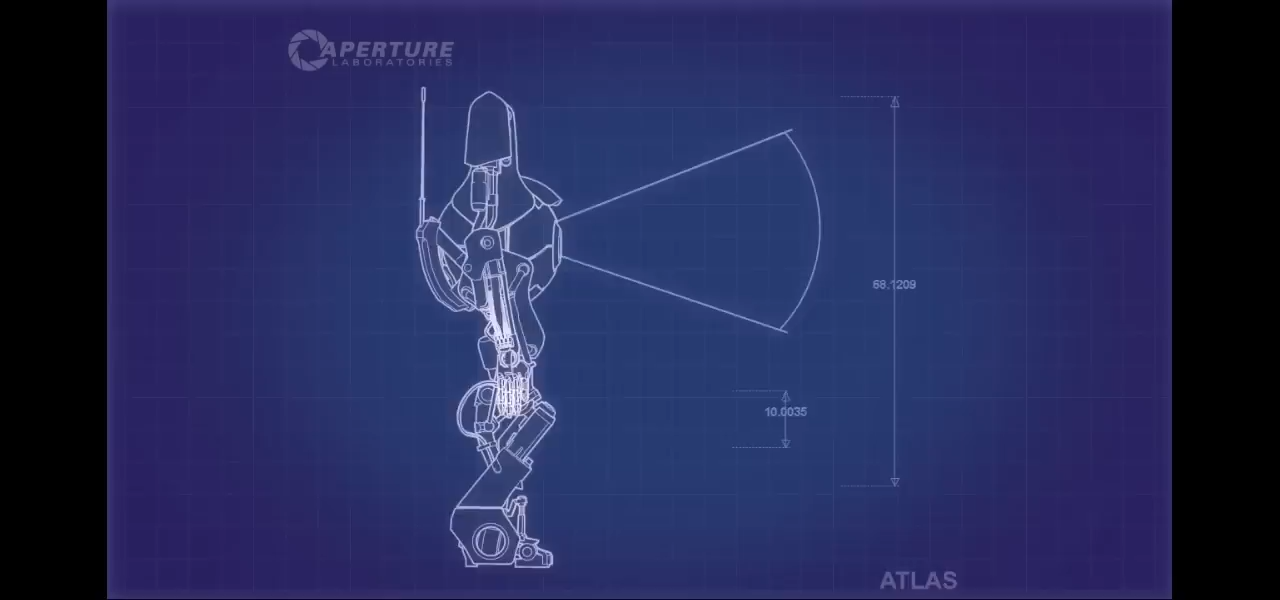 APERTURE
LABORATORIES
68.1209
10.0035
ATLAS